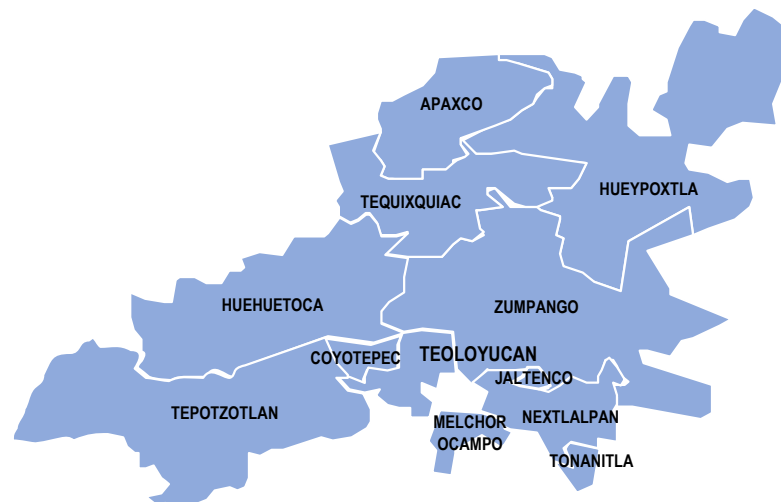 APAXCO
HUEYPOXTLA
TEQUIXQUIAC
HUEHUETOCA
ZUMPANGO
COYOTEPEC
TEOLOYUCAN
JALTENCO
TEPOTZOTLAN
NEXTLALPAN
MELCHOR
OCAMPO
TONANITLA